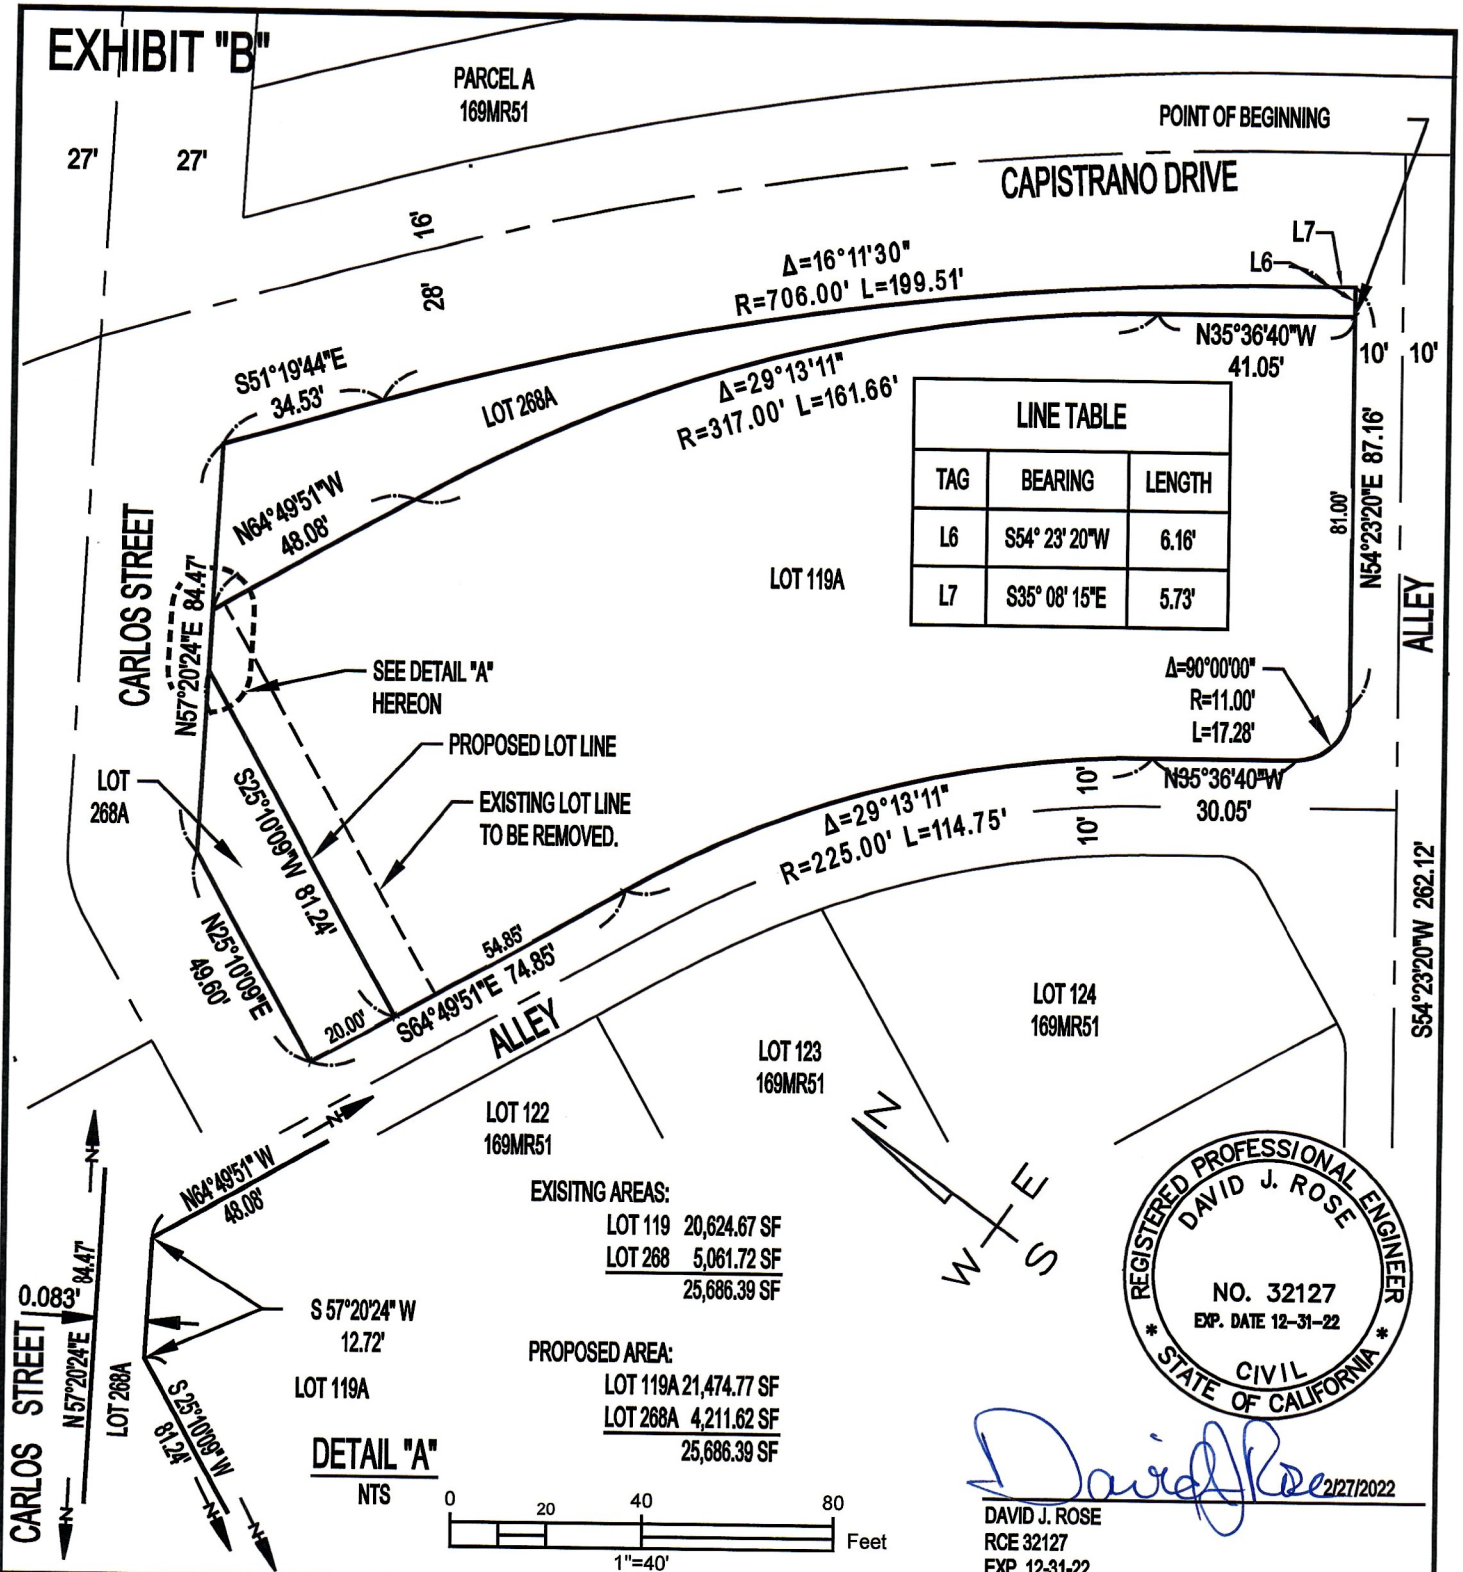 EXHIBIT "B"
PARCEL A
169MR51
POINT OF BEGINNING
27'
27'
CAPISTRANO DRIVE
16'
28'
L7
L6
Δ=16°11'30"
R=706.00' L=199.51'
N35°36'40"W
41.05'
10'
10'
S51°19'44"E
34.53'
LOT 268A
Δ=29°13'11"
R=317.00' L=161.66'
LINE TABLE
TAG BEARING LENGTH
L6 S54° 23' 20"W 6.16'
L7 S35° 08' 15"E 5.73'
N64°49'51"W
48.08'
81.00'
N54°23'20"E 87.16'
CARLOS STREET
N57°20'24"E 84.47'
LOT 119A
ALLEY
SEE DETAIL "A"
HEREON
Δ=90°00'00"
R=11.00'
L=17.28'
PROPOSED LOT LINE
LOT
268A
S25°10'09"W 81.24'
EXISTING LOT LINE
TO BE REMOVED.
N35°36'40"W
30.05'
10'
10'
Δ=29°13'11"
R=225.00' L=114.75'
S54°23'20"W 262.12'
N25°10'09"E
49.60'
54.85'
S64°49'51"E 74.85'
20.00'
ALLEY
LOT 124
169MR51
LOT 123
169MR51
LOT 122
169MR51
N
E
W
S
N
N
N64°49'51" W
48.08'
0.083'
N 57°20'24"E 84.47'
S 57°20'24" W
12.72'
CARLOS STREET
LOT 268A
LOT 119A
S 25°10'09" W
81.24'
N
N
N
DETAIL "A"
NTS
EXISITNG AREAS:
LOT 119 20,624.67 SF
LOT 268 5,061.72 SF
25,686.39 SF
PROPOSED AREA:
LOT 119A 21,474.77 SF
LOT 268A 4,211.62 SF
25,686.39 SF
0 20 40 80
Feet
1"=40'
REGISTERED PROFESSIONAL ENGINEER
DAVID J. ROSE
NO. 32127
EXP. DATE 12-31-22
CIVIL
* STATE OF CALIFORNIA *
David J Rose 2/27/2022
DAVID J. ROSE
RCE 32127
EXP. 12-31-22